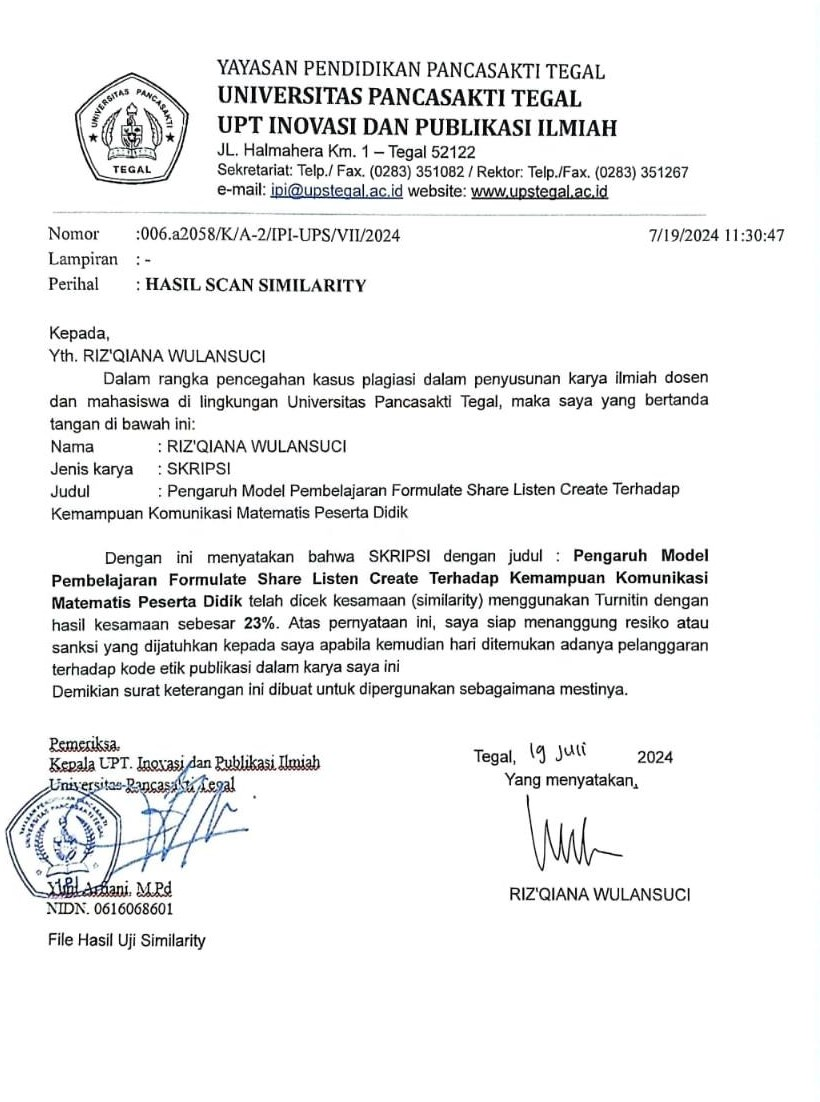 YAYASAN PENDIDIKAN PANCASAKTI TEGAL
UNIVERSITAS PANCASAKTI TEGAL
UPT INOVASI DAN PUBLIKASI ILMIAH
JL. Halmahera Km. 1 – Tegal 52122
Sekretariat: Telp./ Fax. (0283) 351082 / Rektor: Telp./Fax. (0283) 351267
e-mail: ipi@upstegal.ac.id website: www.upstegal.ac.id
UNIVERSITAS PANCASAKTI
TEGAL
Nomor :006.a2058/K/A-2/IPI-UPS/VII/2024 7/19/2024 11:30:47
Lampiran : -
Perihal : HASIL SCAN SIMILARITY
Kepada,
Yth. RIZ'QIANA WULANSUCI
Dalam rangka pencegahan kasus plagiasi dalam penyusunan karya ilmiah dosen
dan mahasiswa di lingkungan Universitas Pancasakti Tegal, maka saya yang bertanda
tangan di bawah ini:
Nama : RIZ'QIANA WULANSUCI
Jenis karya : SKRIPSI
Judul : Pengaruh Model Pembelajaran Formulate Share Listen Create Terhadap
Kemampuan Komunikasi Matematis Peserta Didik
Dengan ini menyatakan bahwa SKRIPSI dengan judul : Pengaruh Model
Pembelajaran Formulate Share Listen Create Terhadap Kemampuan Komunikasi
Matematis Peserta Didik telah dicek kesamaan (similarity) menggunakan Turnitin dengan
hasil kesamaan sebesar 23%. Atas pernyataan ini, saya siap menanggung resiko atau
sanksi yang dijatuhkan kepada saya apabila kemudian hari ditemukan adanya pelanggaran
terhadap kode etik publikasi dalam karya saya ini
Demikian surat keterangan ini dibuat untuk dipergunakan sebagaimana mestinya.
Pemeriksa,
Kepala UPT. Inovasi dan Publikasi Ilmiah
Universitas Pancasakti Tegal
IPI
M.Pd
NIDN. 0616068601
File Hasil Uji Similarity
Tegal, 19 Juli 2024
Yang menyatakan,
RIZ'QIANA WULANSUCI